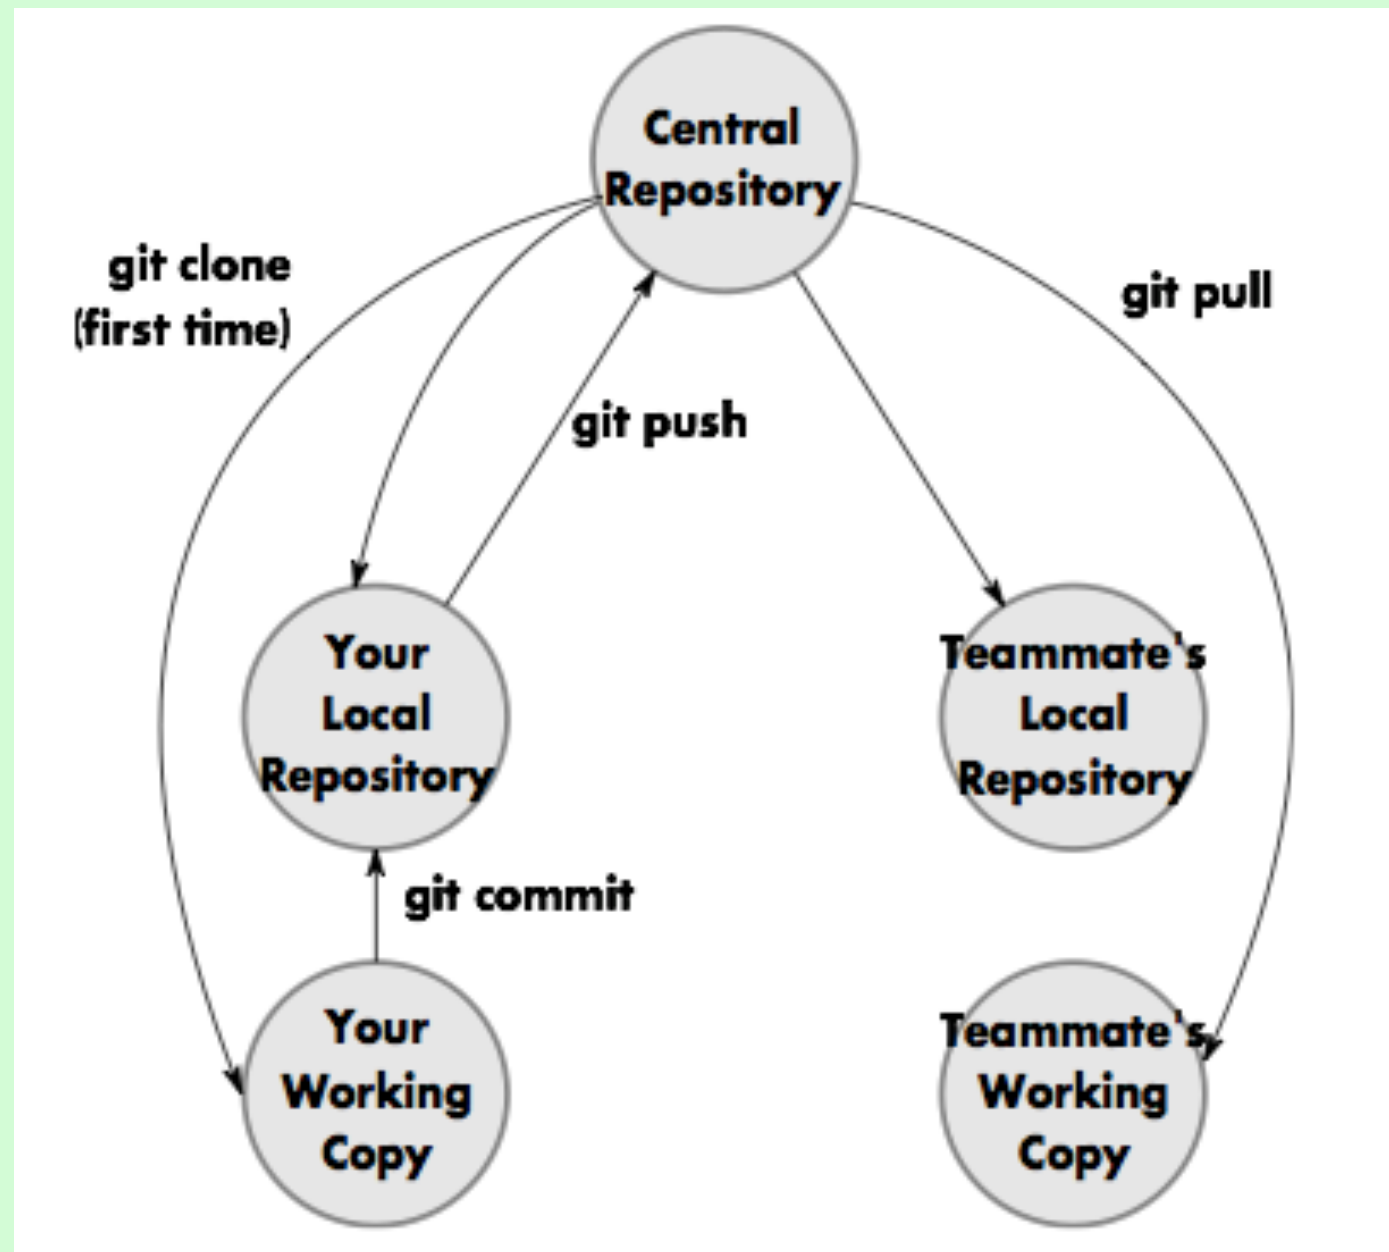 Central
Repository
git clone
(first time)
git pull
git push
Your
Local
Repository
Teammate's
Local
Repository
git commit
Your
Working
Copy
Teammate's
Working
Copy